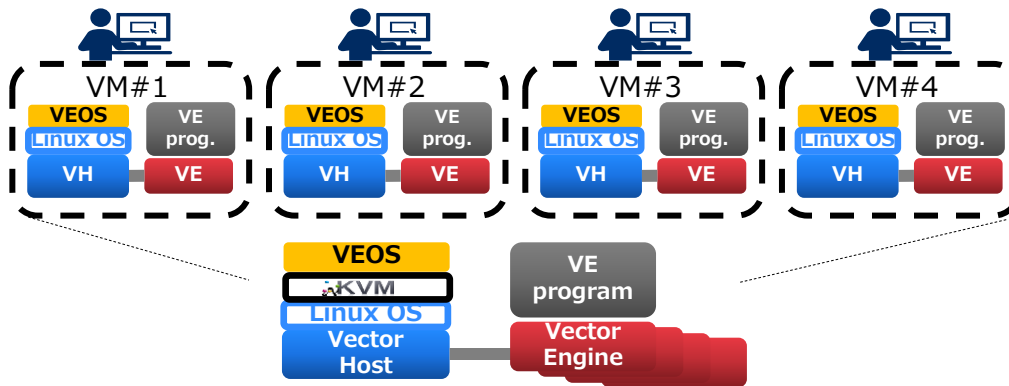 VM#1
VEOS
Linux OS
VH
VE
prog.
VE
VM#2
VEOS
Linux OS
VH
VE
prog.
VE
VM#3
VEOS
Linux OS
VH
VE
prog.
VE
VM#4
VEOS
Linux OS
VH
VE
prog.
VE
VEOS
KVM
Linux OS
Vector
Host
VE
program
Vector
Engine